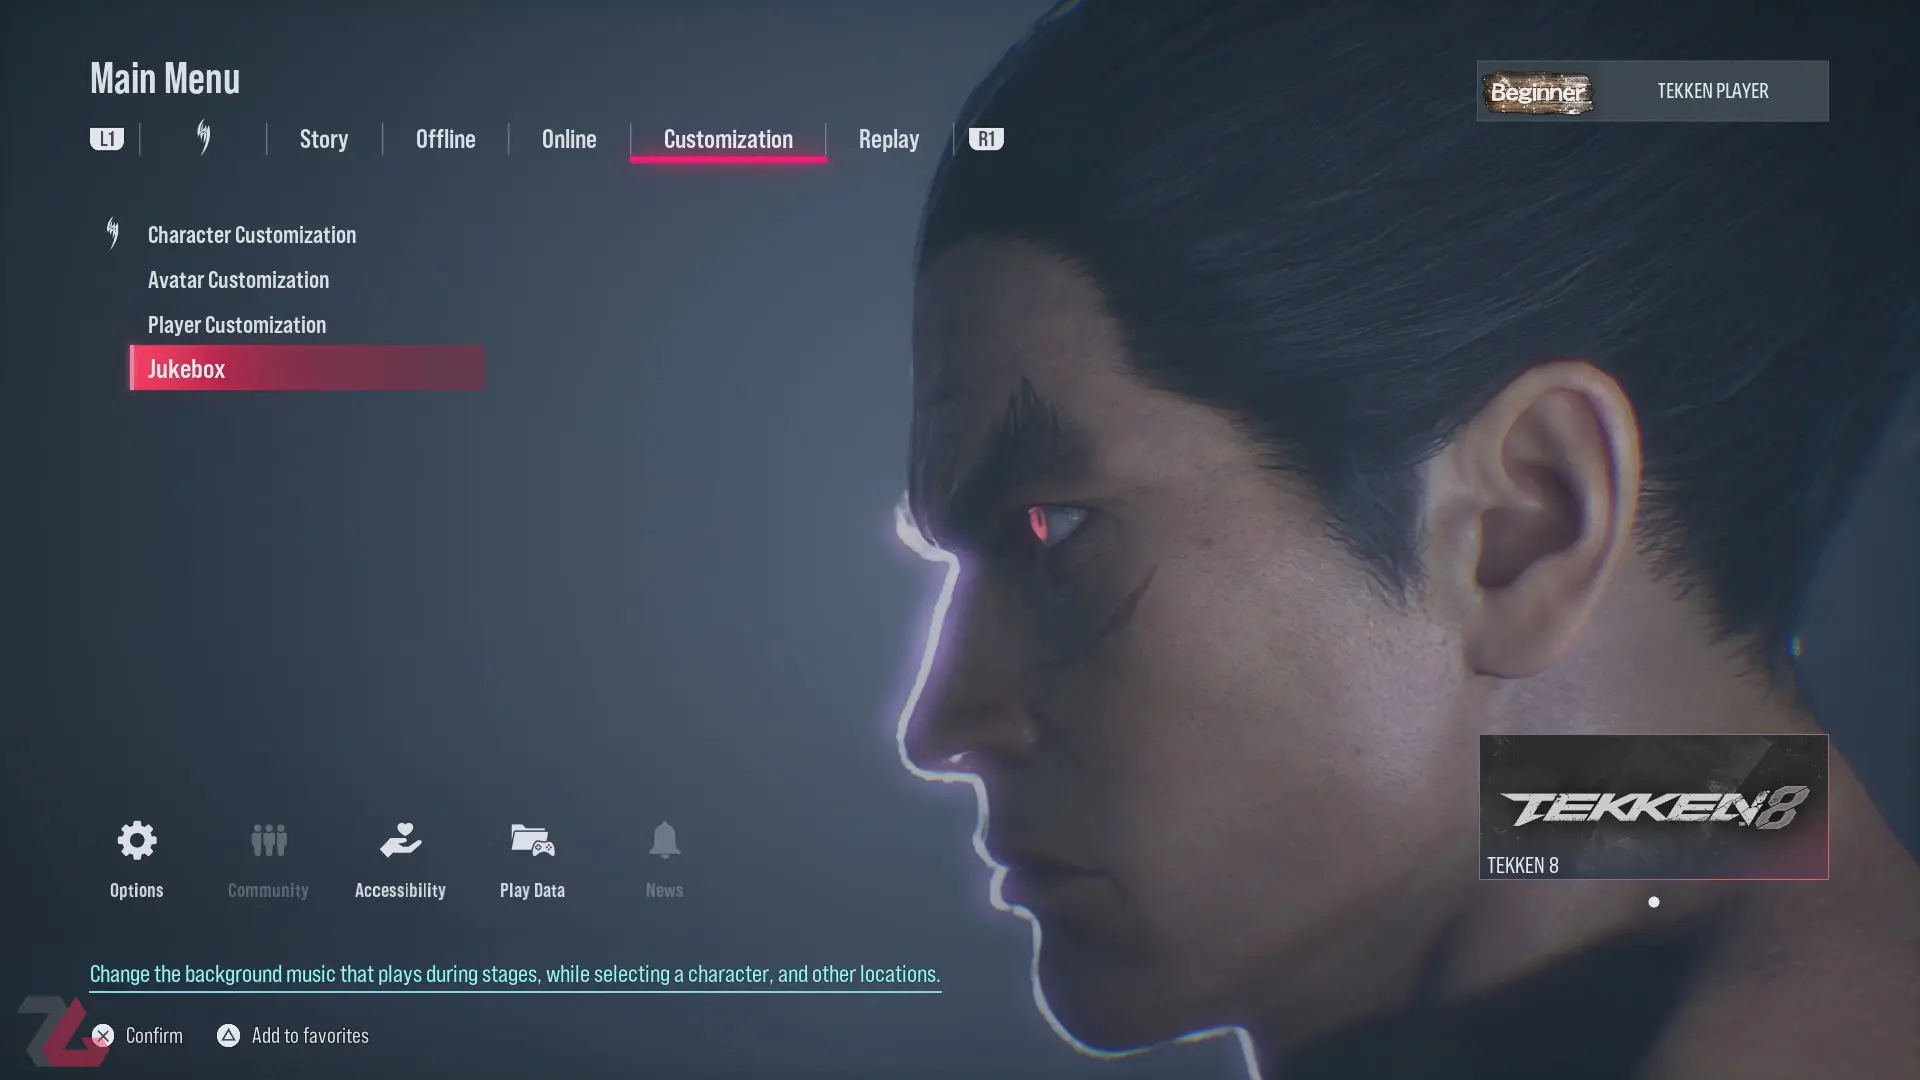 Main Menu
Beginner
TEKKEN PLAYER
L1
Story
Offline
Online
Customization
Replay
R1
Character Customization
Avatar Customization
Player Customization
Jukebox
TEKKEN 8
TEKKEN 8
Options
Community
Accessibility
Play Data
News
Change the background music that plays during stages, while selecting a character, and other locations.
Confirm
Add to favorites